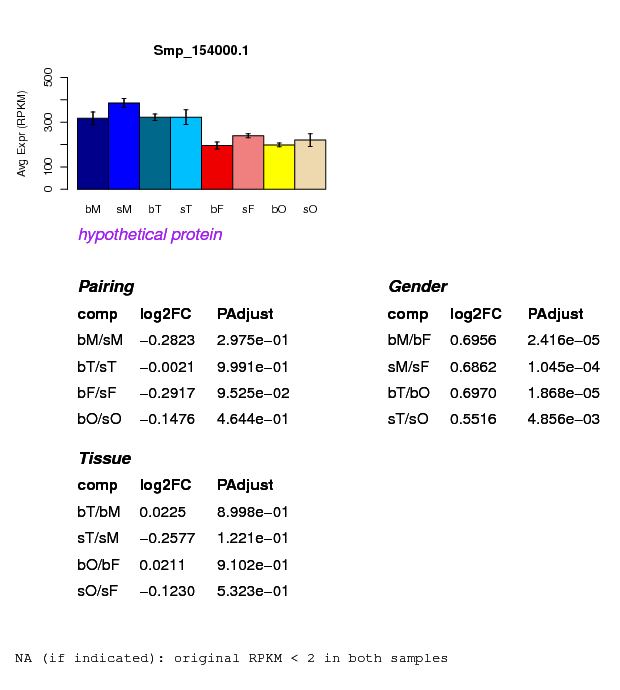 Smp_154000.1
Avg Expr (RPKM)
500
300
100
0
bM sM bT sT bF sF bO sO
hypothetical protein
Pairing
comp log2FC PAdjust
bM/sM −0.2823 2.975e−01
bT/sT −0.0021 9.991e−01
bF/sF −0.2917 9.525e−02
bO/sO −0.1476 4.644e−01
Gender
comp log2FC PAdjust
bM/bF 0.6956 2.416e−05
sM/sF 0.6862 1.045e−04
bT/bO 0.6970 1.868e−05
sT/sO 0.5516 4.856e−03
Tissue
comp log2FC PAdjust
bT/bM 0.0225 8.998e−01
sT/sM −0.2577 1.221e−01
bO/bF 0.0211 9.102e−01
sO/sF −0.1230 5.323e−01
NA (if indicated): original RPKM < 2 in both samples